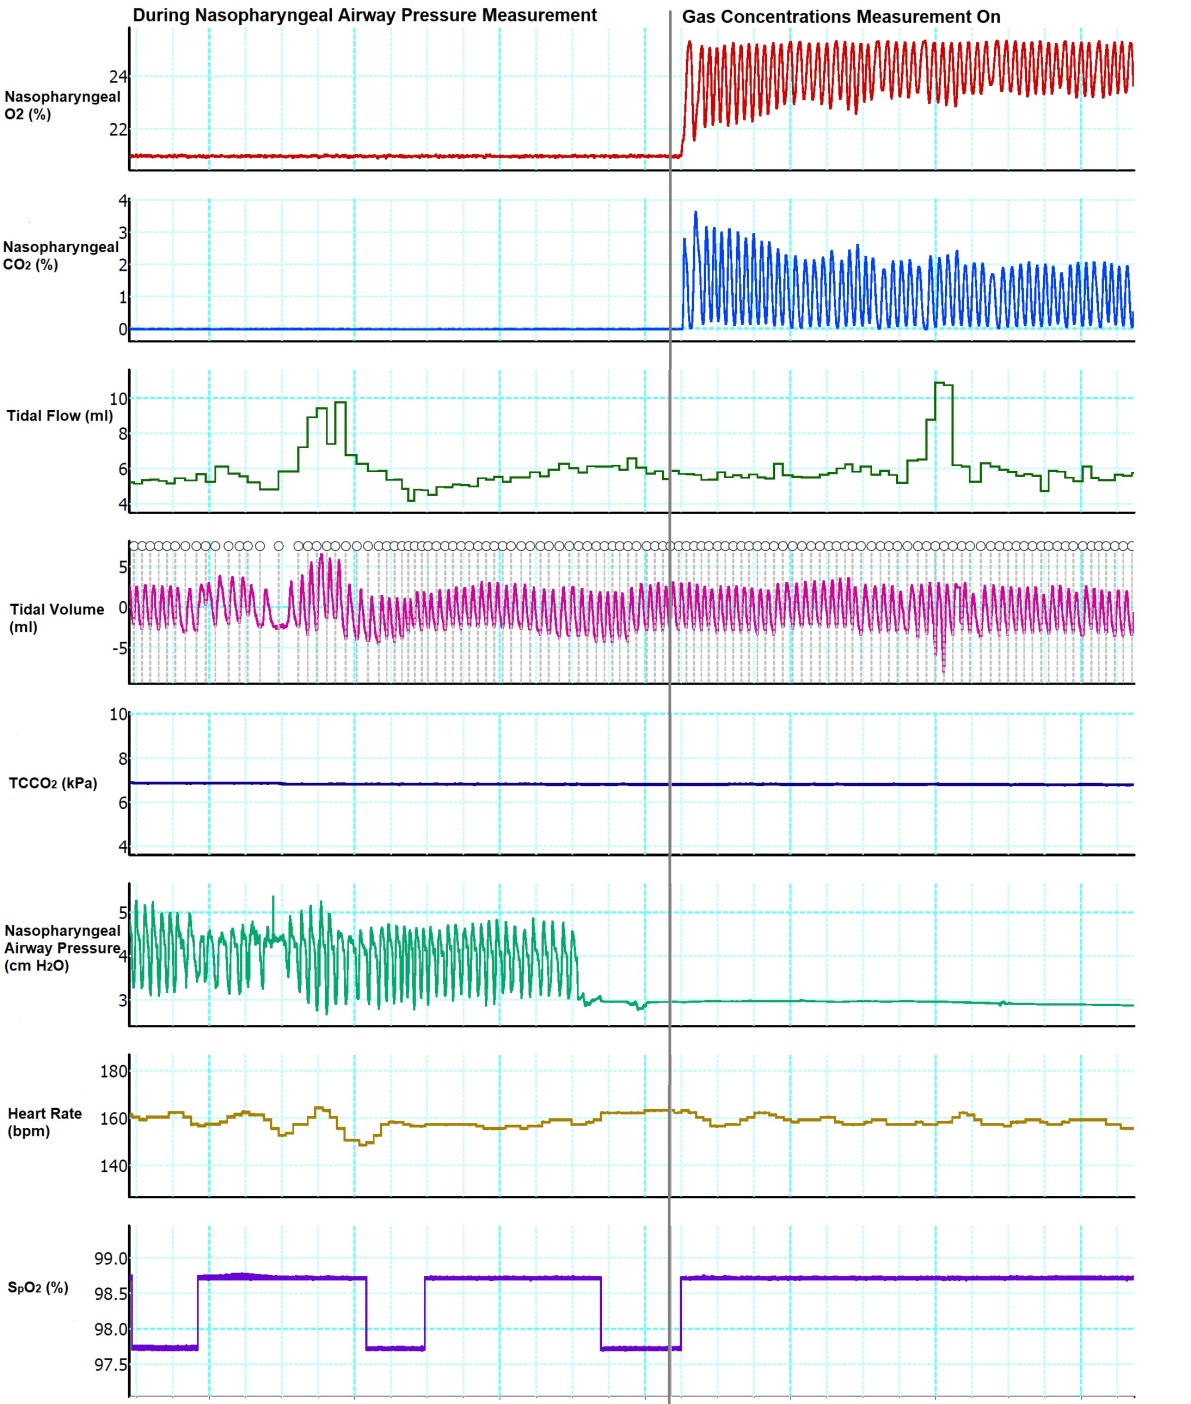 During Nasopharyngeal Airway Pressure Measurement
Gas Concentrations Measurement On
Nasopharyngeal
O2 (%)
24
22
Nasopharyngeal
CO2 (%)
4
3
2
1
0
Tidal Flow (ml)
10
8
6
4
Tidal Volume
(ml)
5
0
-5
TCCO2 (kPa)
10
8
6
4
Nasopharyngeal
Airway Pressure
(cm H2O)
5
4
3
Heart Rate
(bpm)
180
160
140
SpO2 (%)
99.0
98.5
98.0
97.5